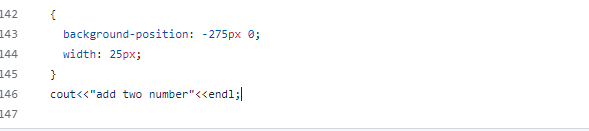 142 {
143 background-position: -275px 0;
144 width: 25px;
145 }
146 cout<<"add two number"<<endl;
147